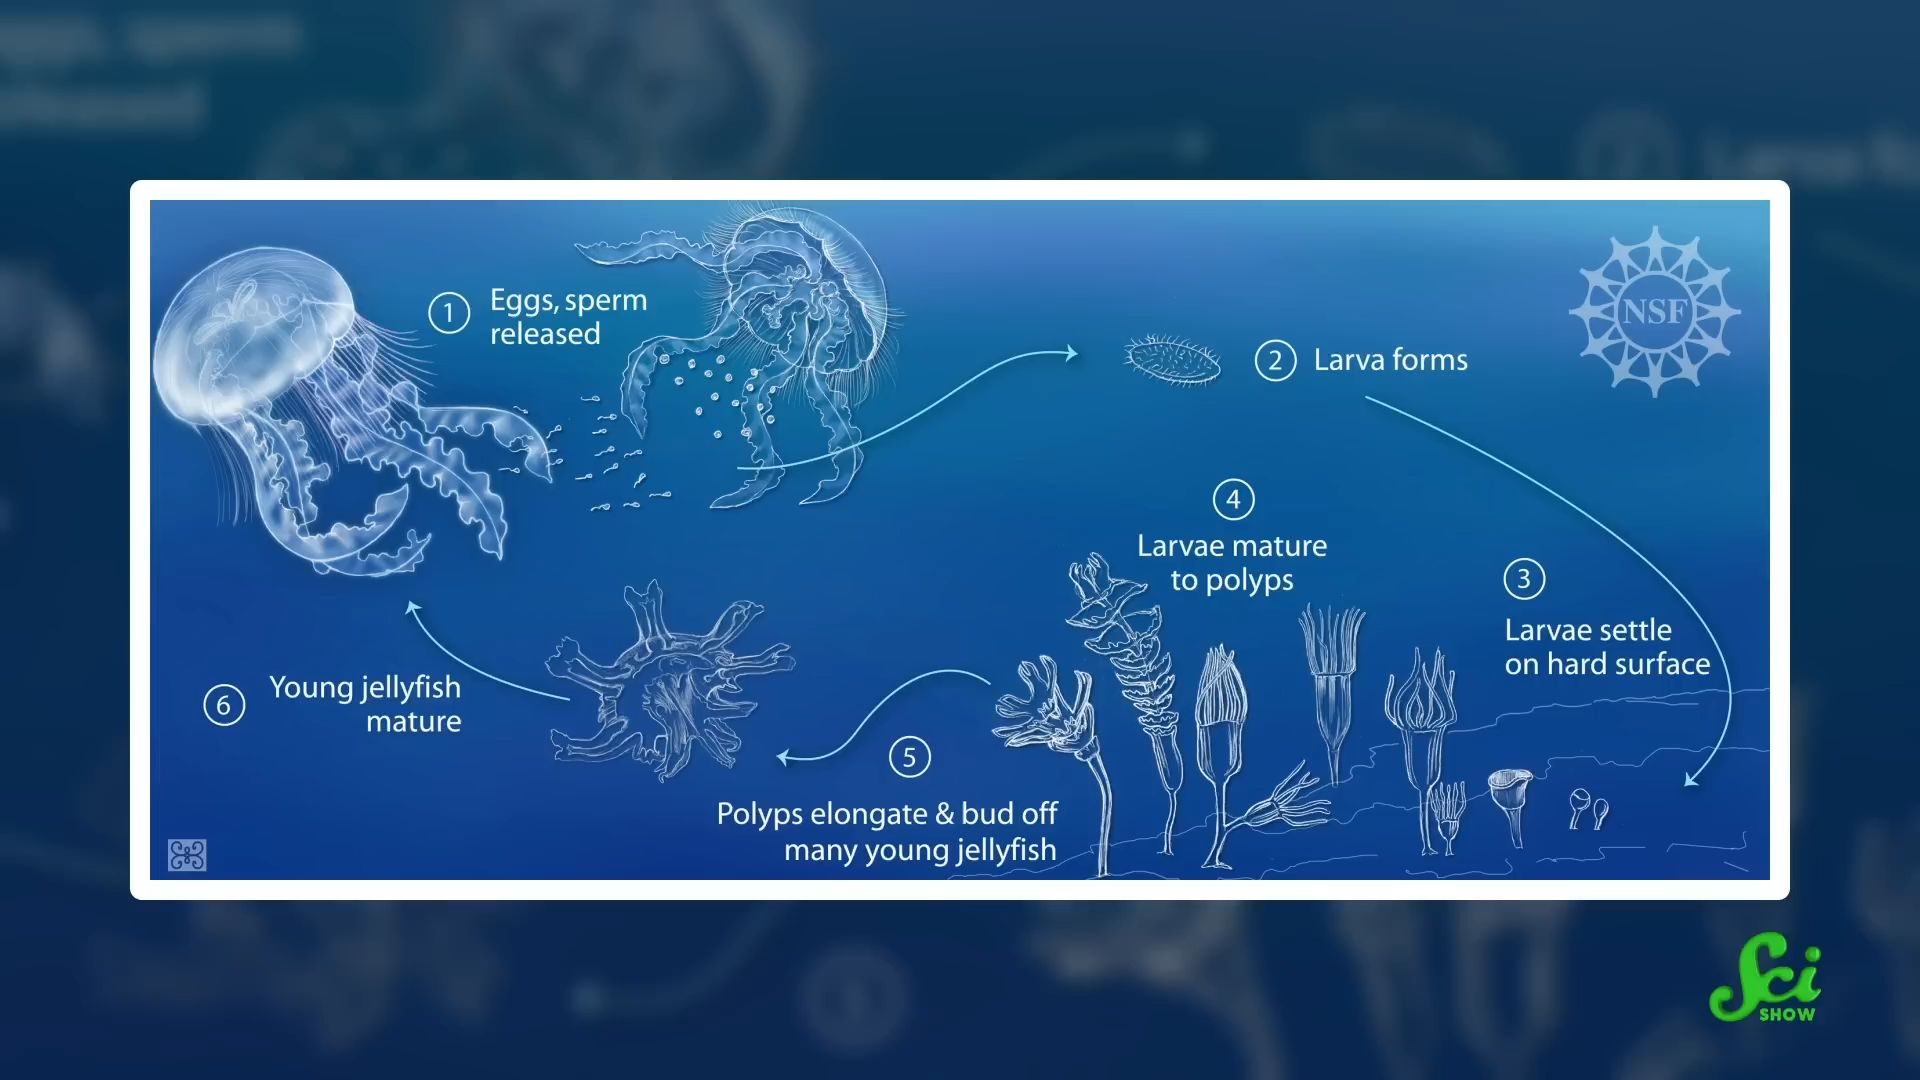 1
Eggs, sperm
released
2
Larva forms
NSF
3
Larvae settle
on hard surface
4
Larvae mature
to polyps
5
Polyps elongate & bud off
many young jellyfish
6
Young jellyfish
mature
Sci
SHOW